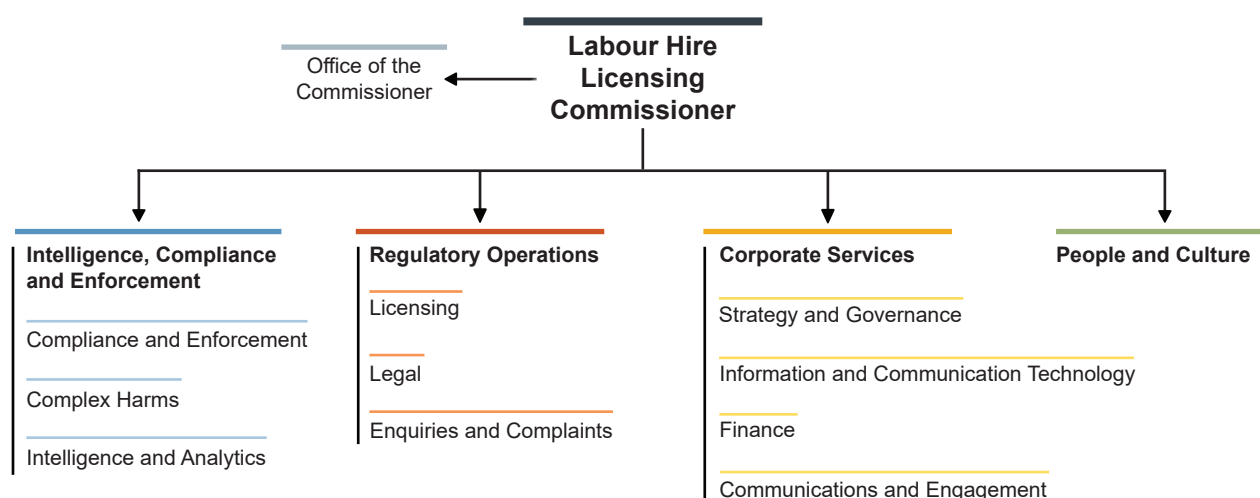 Labour Hire
Licensing
Commissioner
Office of the
Commissioner
Intelligence, Compliance
and Enforcement
Compliance and Enforcement
Complex Harms
Intelligence and Analytics
Regulatory Operations
Licensing
Legal
Enquiries and Complaints
Corporate Services
Strategy and Governance
Information and Communication Technology
Finance
Communications and Engagement
People and Culture